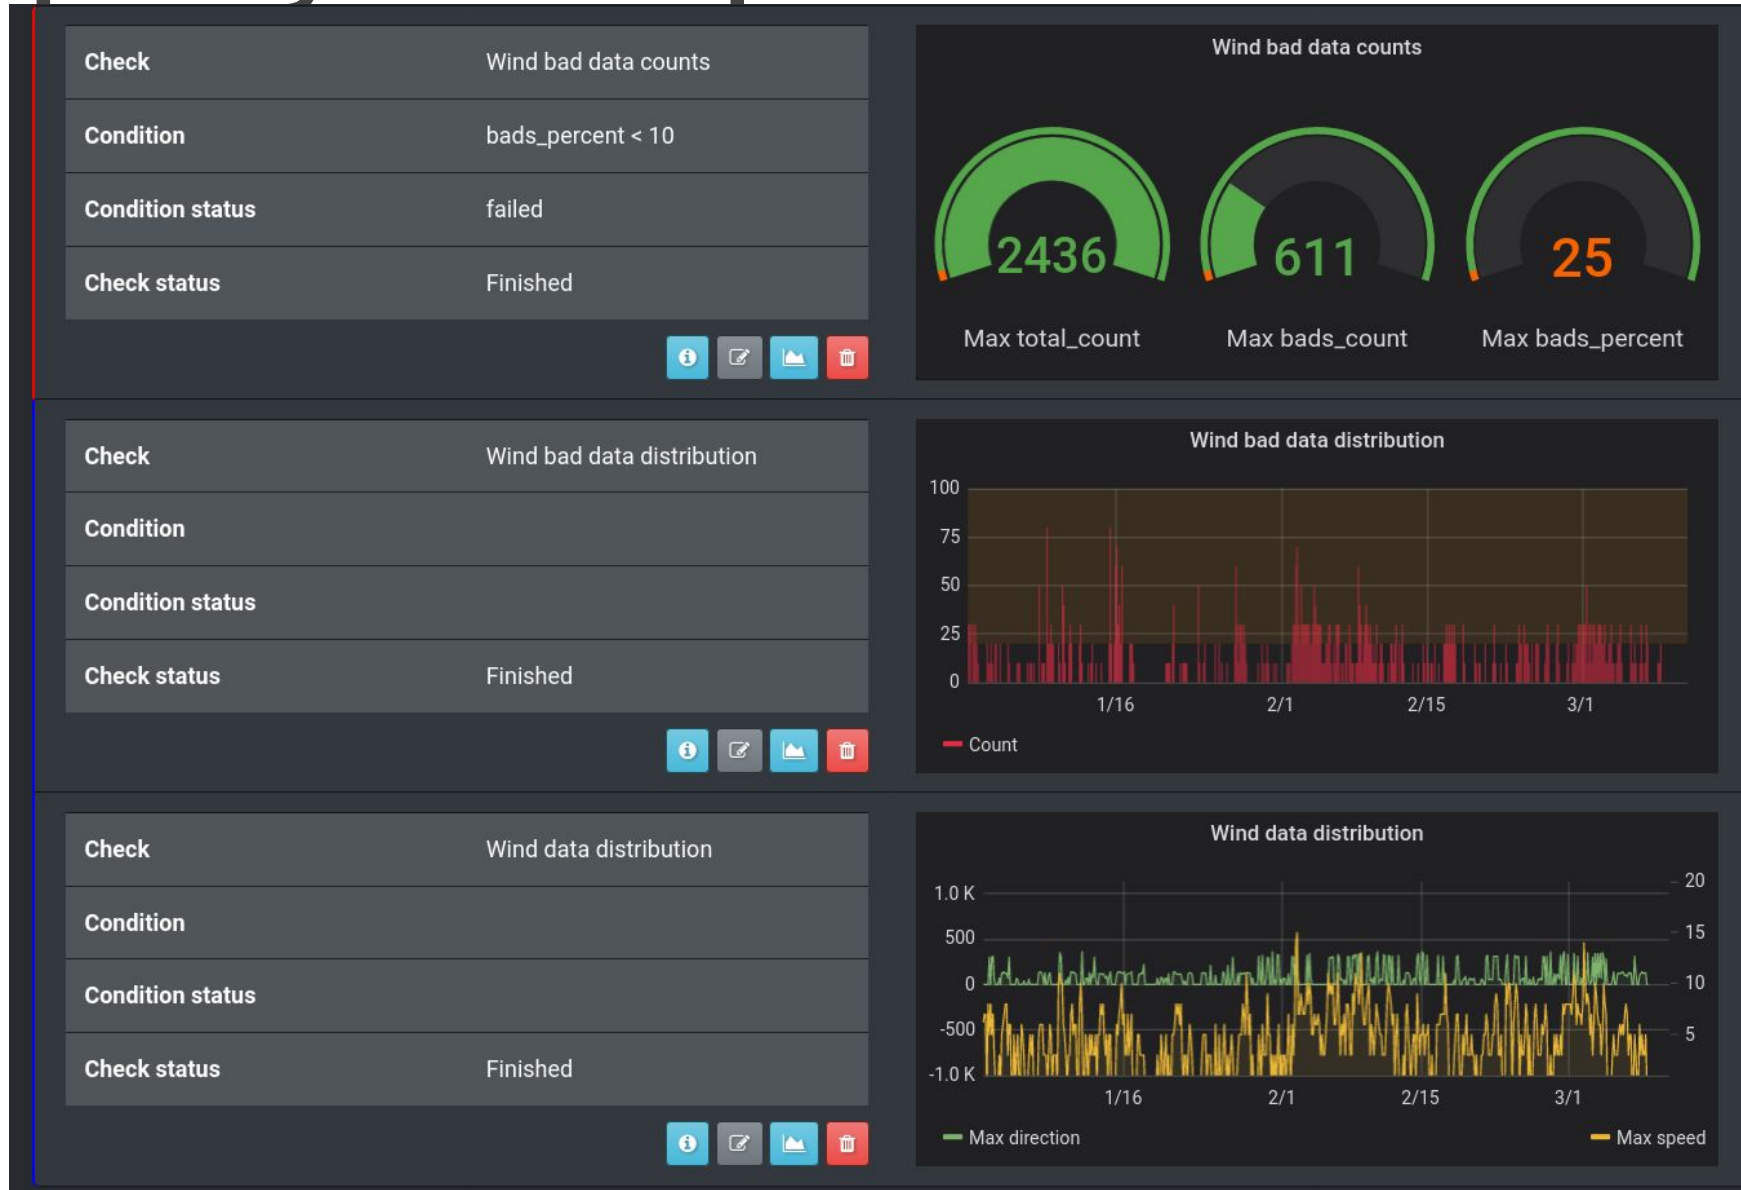 Check Wind bad data counts
Condition bads_percent < 10
Condition status failed
Check status Finished
Wind bad data counts
2436 611 25
Max total_count Max bads_count Max bads_percent
Check Wind bad data distribution
Condition
Condition status
Check status Finished
Wind bad data distribution
100
75
50
25
0
1/16 2/1 2/15 3/1
Count
Check Wind data distribution
Condition
Condition status
Check status Finished
Wind data distribution
1.0 K 20
500 15
0 10
-500 5
-1.0 K
1/16 2/1 2/15 3/1
Max direction Max speed